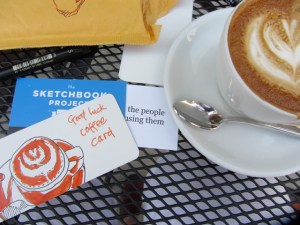 The
SKETCHBOOK
PROJECT
the people
using them
Good luck
coffee
card